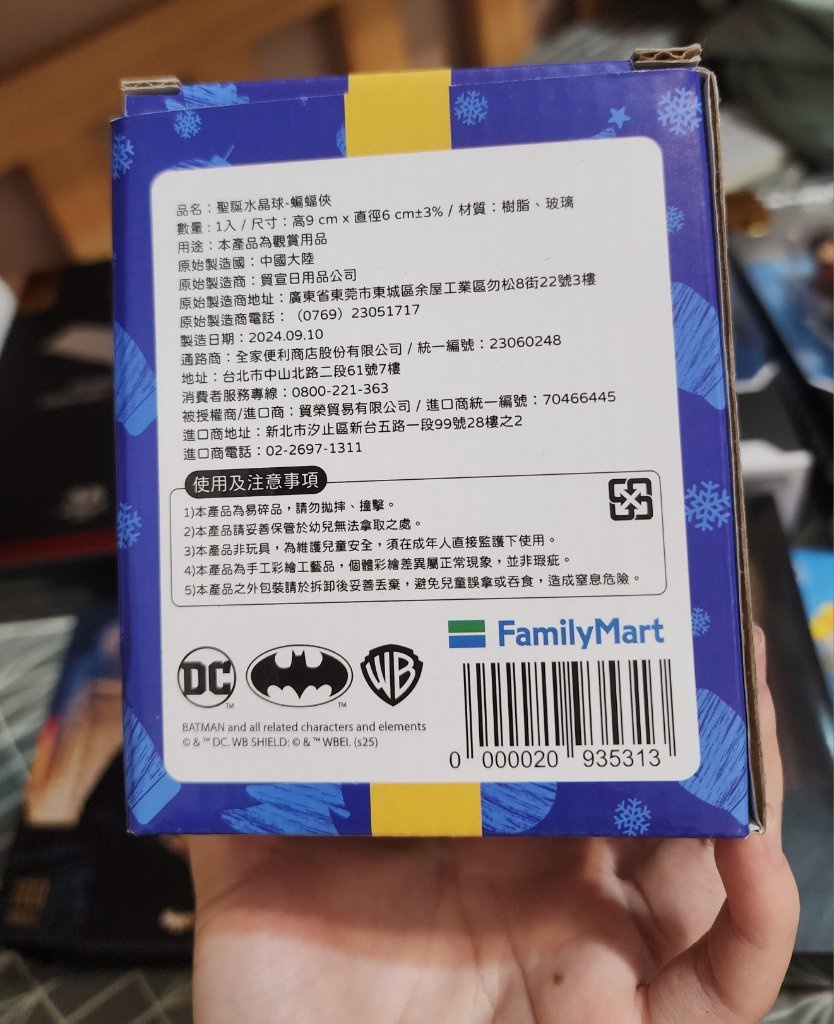 品名：聖誕水晶球-蝙蝠俠
數量：1入 / 尺寸：高9 cm x 直徑6 cm±3% / 材質：樹脂、玻璃
用途：本產品為觀賞用品
原始製造國：中國大陸
原始製造商：貿宣日用品公司
原始製造商地址：廣東省東莞市東城區余屋工業區勿松8街22號3樓
原始製造商電話：（0769）23051717
製造日期：2024.09.10
通路商：全家便利商店股份有限公司 / 統一編號：23060248
地址：台北市中山北路二段61號7樓
消費者服務專線：0800-221-363
被授權商/進口商：貿榮貿易有限公司 / 進口商統一編號：70466445
進口商地址：新北市汐止區新台五路一段99號28樓之2
進口商電話：02-2697-1311
使用及注意事項
1)本產品為易碎品，請勿拋摔、撞擊。
2)本產品請妥善保管於幼兒無法拿取之處。
3)本產品非玩具，為維護兒童安全，須在成年人直接監護下使用。
4)本產品為手工彩繪工藝品，個體彩繪差異屬正常現象，並非瑕疵。
5)本產品之外包裝請於拆卸後妥善丟棄，避免兒童誤拿或吞食，造成窒息危險。
FamilyMart
DC TM TM WB
BATMAN and all related characters and elements
© & ™ DC. WB SHIELD: © & ™ WBEI. (s25)
0 000020 935313